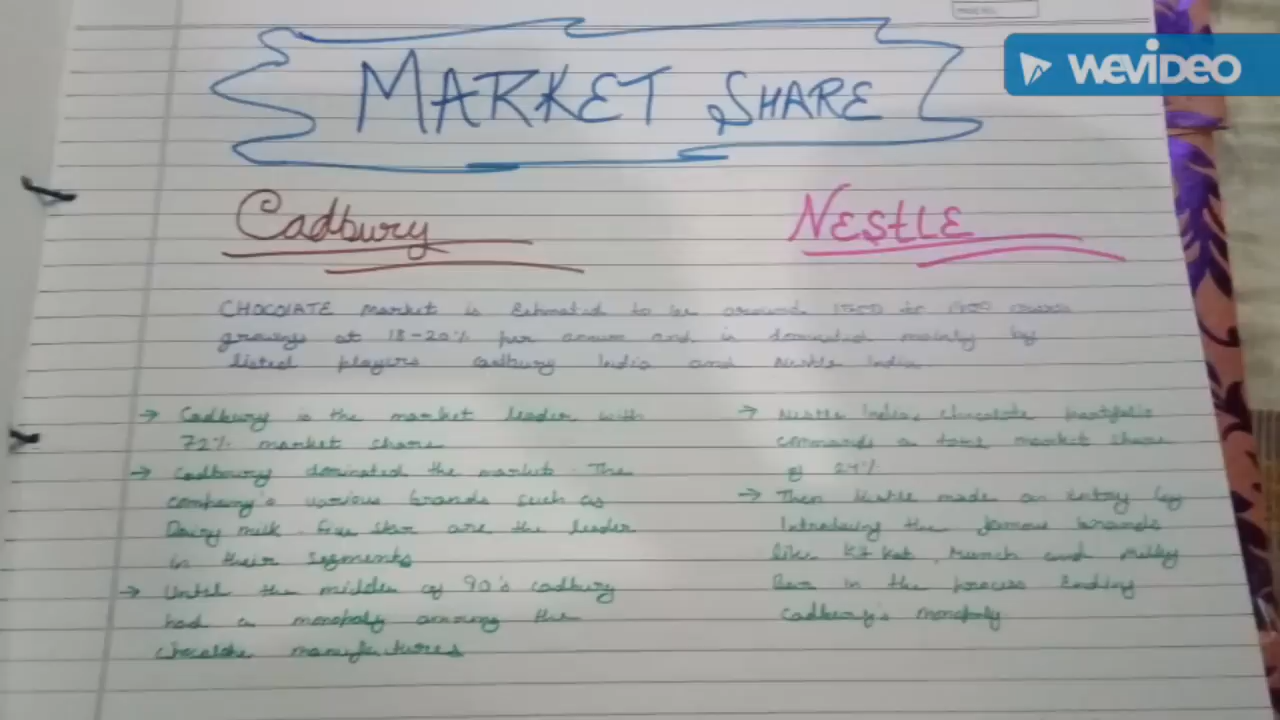 WEVIDEO
MARKET SHARE
Cadbury
NESTLE
CHOCOLATE market is Estimated to be around 1500 to
growing at 18-20% per annum and is dominated mainly by
listed players Cadbury India and Nestle India
→ Cadbury is the market leader with
72% market share
→ Cadbury dominated the market. The
company's various brands such as
Dairy milk. five star are the leader
in their segments
→ Until the middle of 90's cadbury
had a monopoly among the
chocolate manufactures
→ Nestle India's chocolate portfolio
commands a total market share
of 24%
→ Then Nestle made an entry by
Introducing the famous brands
like Kit kat, Munch and milky
Bar in the process Ending
Cadbury's monopoly